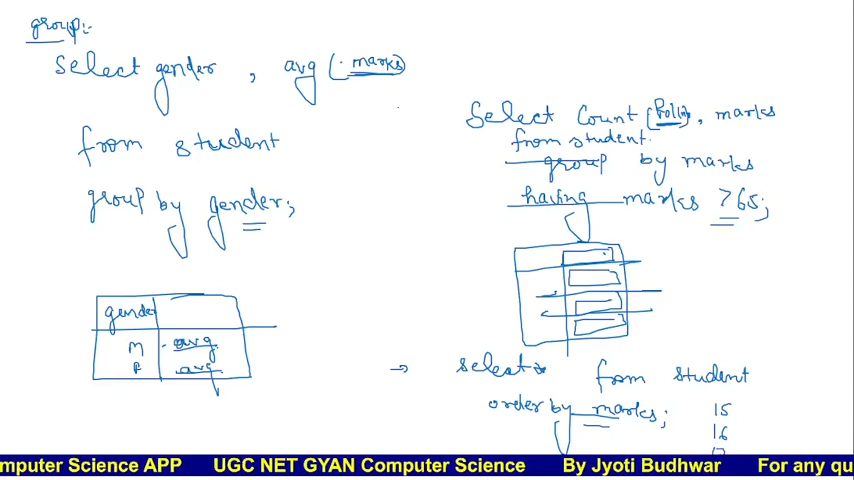 group:-
Select gender, avg (marks)
from student
group by gender;
Select Count (Rollno), marks
from student.
group by marks
having marks >65;
gender
M avg
F avg
→ select * from student
order by marks;
15
16
mputer Science APP UGC NET GYAN Computer Science By Jyoti Budhwar For any qu